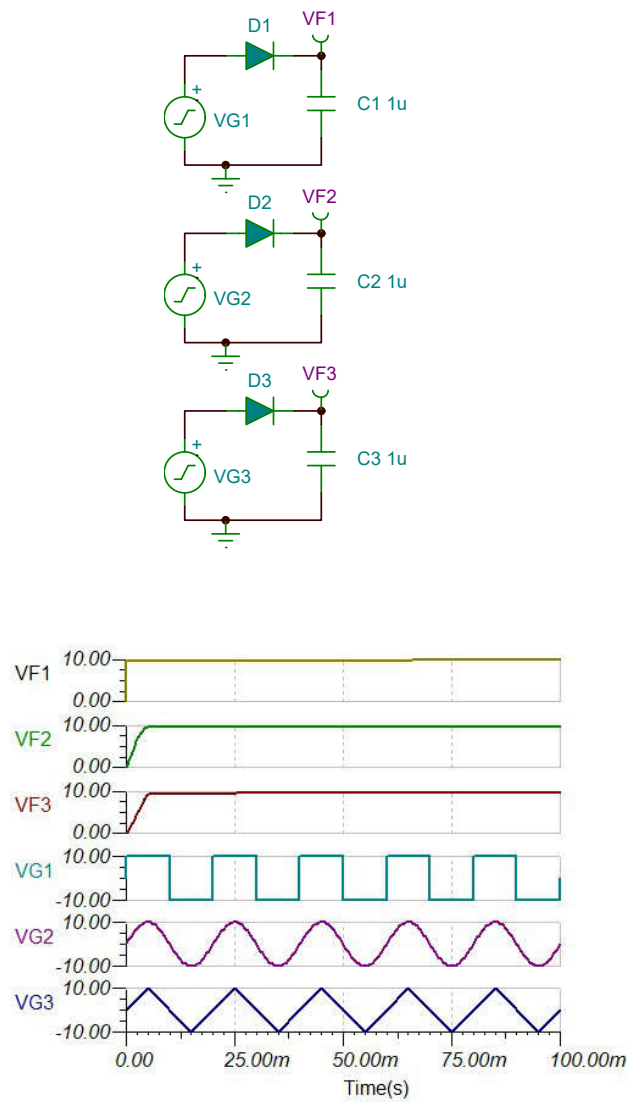 VF1
D1
+
VG1
C1 1u
VF2
D2
+
VG2
C2 1u
VF3
D3
+
VG3
C3 1u
VF1 10.00
0.00
VF2 10.00
0.00
VF3 10.00
0.00
VG1 10.00
-10.00
VG2 10.00
-10.00
VG3 10.00
-10.00
0.00 25.00m 50.00m 75.00m 100.00m
Time(s)